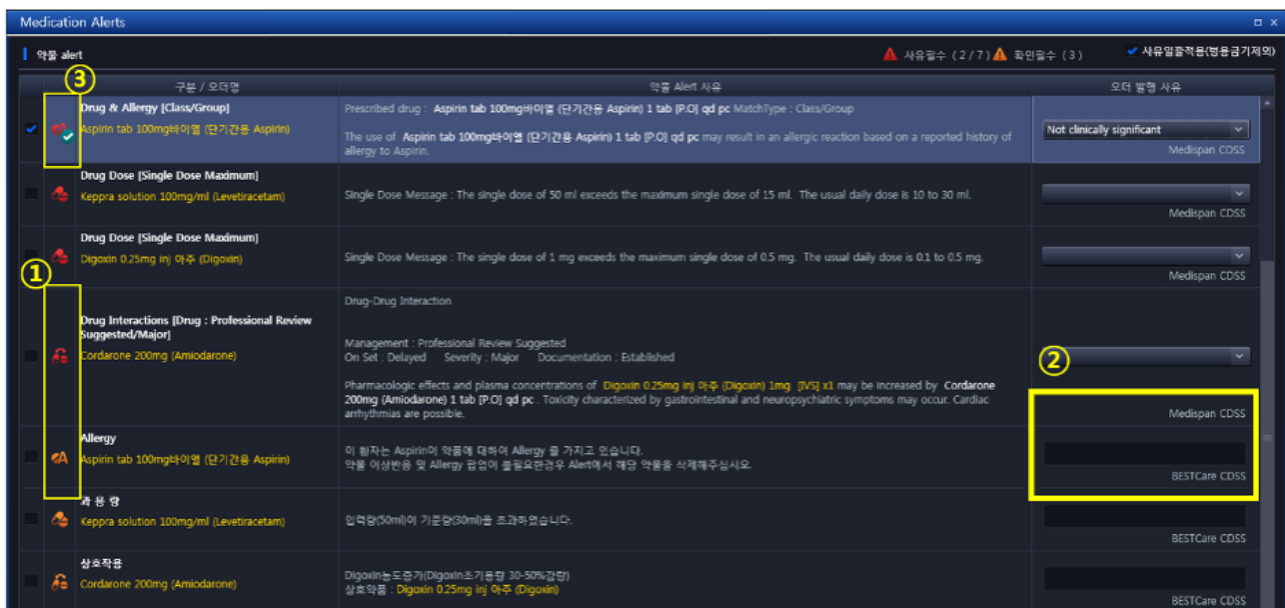 Medication Alerts
약물 alert
사유필수 ( 2 / 7 ) 확인필수 ( 3 )
사유일괄적용(병용금기제외)
③
구분 / 오더명
약물 Alert 사유
오더 발행 사유
Drug & Allergy [Class/Group]
Aspirin tab 100mg바이엘 (단기간용 Aspirin)
Prescribed drug : Aspirin tab 100mg바이엘 (단기간용 Aspirin) 1 tab [P.O] qd pc MatchType : Class/Group
The use of Aspirin tab 100mg바이엘 (단기간용 Aspirin) 1 tab [P.O] qd pc may result in an allergic reaction based on a reported history of
allergy to Aspirin.
Not clinically significant
Medispan CDSS
Drug Dose [Single Dose Maximum]
Keppra solution 100mg/ml (Levetiracetam)
Single Dose Message : The single dose of 50 ml exceeds the maximum single dose of 15 ml. The usual daily dose is 10 to 30 ml.
Medispan CDSS
Drug Dose [Single Dose Maximum]
Digoxin 0.25mg inj 아주 (Digoxin)
Single Dose Message : The single dose of 1 mg exceeds the maximum single dose of 0.5 mg. The usual daily dose is 0.1 to 0.5 mg.
Medispan CDSS
①
Drug Interactions [Drug : Professional Review
Suggested/Major]
Cordarone 200mg (Amiodarone)
Drug-Drug Interaction
Management : Professional Review Suggested
On Set : Delayed Severity : Major Documentation : Established
Pharmacologic effects and plasma concentrations of Digoxin 0.25mg inj 아주 (Digoxin) 1mg [IVS] x1 may be increased by Cordarone
200mg (Amiodarone) 1 tab [P.O] qd pc . Toxicity characterized by gastrointestinal and neuropsychiatric symptoms may occur. Cardiac
arrhythmias are possible.
②
Medispan CDSS
Allergy
A
Aspirin tab 100mg바이엘 (단기간용 Aspirin)
이 환자는 Aspirin이 약품에 대하여 Allergy 를 가지고 있습니다.
약물 이상반응 및 Allergy 팝업이 불필요한경우 Alert에서 해당 약물을 삭제해주십시오.
BESTCare CDSS
과 용 량
Keppra solution 100mg/ml (Levetiracetam)
입력량(50ml)이 기준량(30ml)을 초과하였습니다.
BESTCare CDSS
상호작용
Cordarone 200mg (Amiodarone)
Digoxin농도증가(Digoxin초기용량 30-50%감량)
상호약품 : Digoxin 0.25mg inj 아주 (Digoxin)
BESTCare CDSS